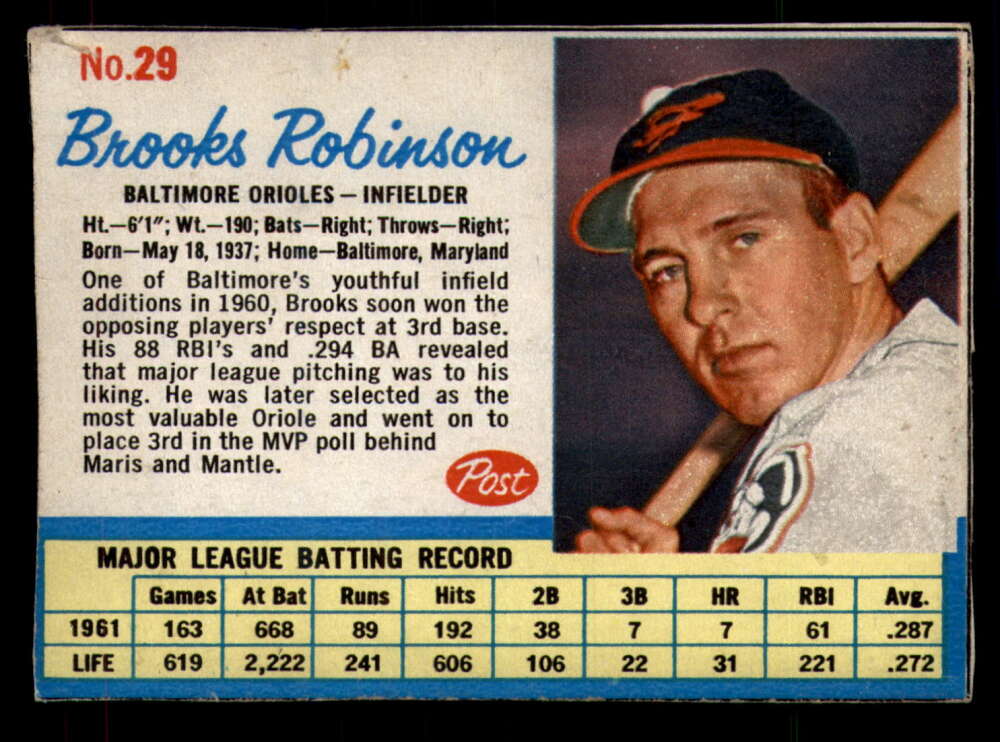 No.29
Brooks Robinson
BALTIMORE ORIOLES – INFIELDER
Ht.–6'1"; Wt.–190; Bats–Right; Throws–Right;
Born–May 18, 1937; Home–Baltimore, Maryland
One of Baltimore's youthful infield
additions in 1960, Brooks soon won the
opposing players' respect at 3rd base.
His 88 RBI's and .294 BA revealed
that major league pitching was to his
liking. He was later selected as the
most valuable Oriole and went on to
place 3rd in the MVP poll behind
Maris and Mantle.
Post
MAJOR LEAGUE BATTING RECORD
Games At Bat Runs Hits 2B 3B HR RBI Avg.
1961 163 668 89 192 38 7 7 61 .287
LIFE 619 2,222 241 606 106 22 31 221 .272